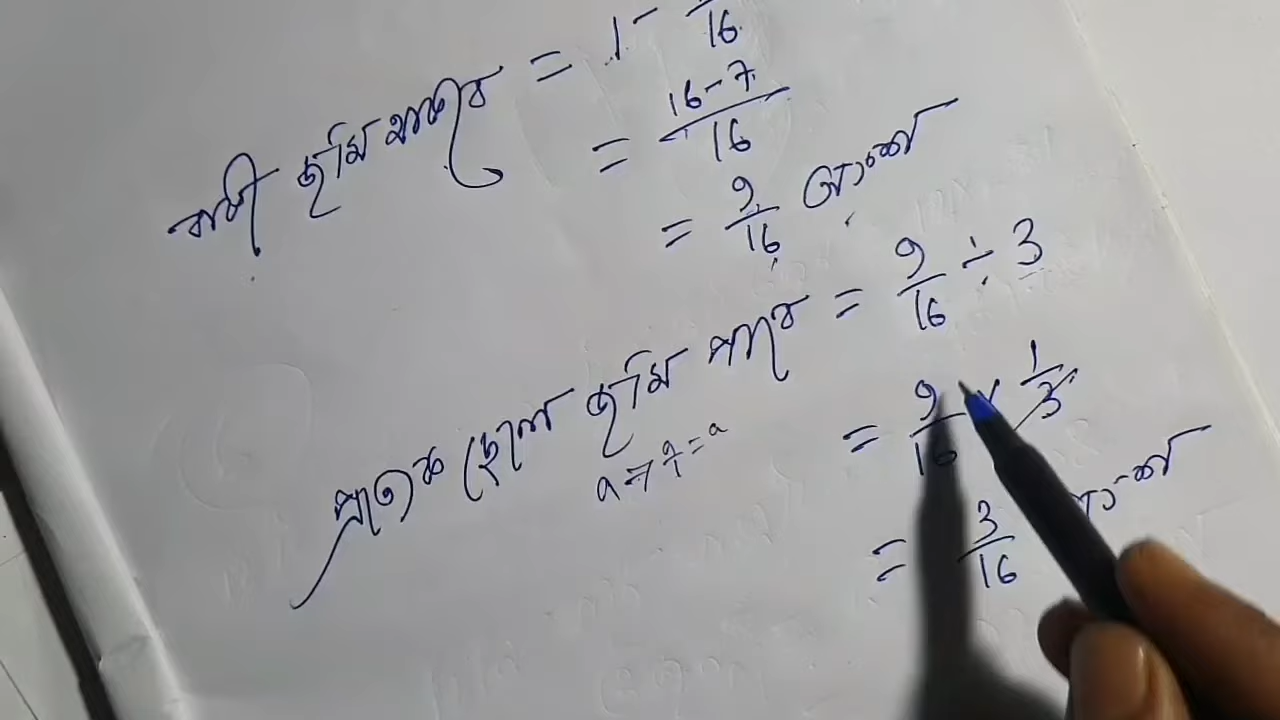 বাকী জমি থাকে = 1 - 7/16
= 16-7/16
= 9/16 অংশ
প্রত্যেক ছেলে জমি পাবে = 9/16 ÷ 3
a → a/1 = a
= 9/16 × 1/3
= 3/16 অংশ